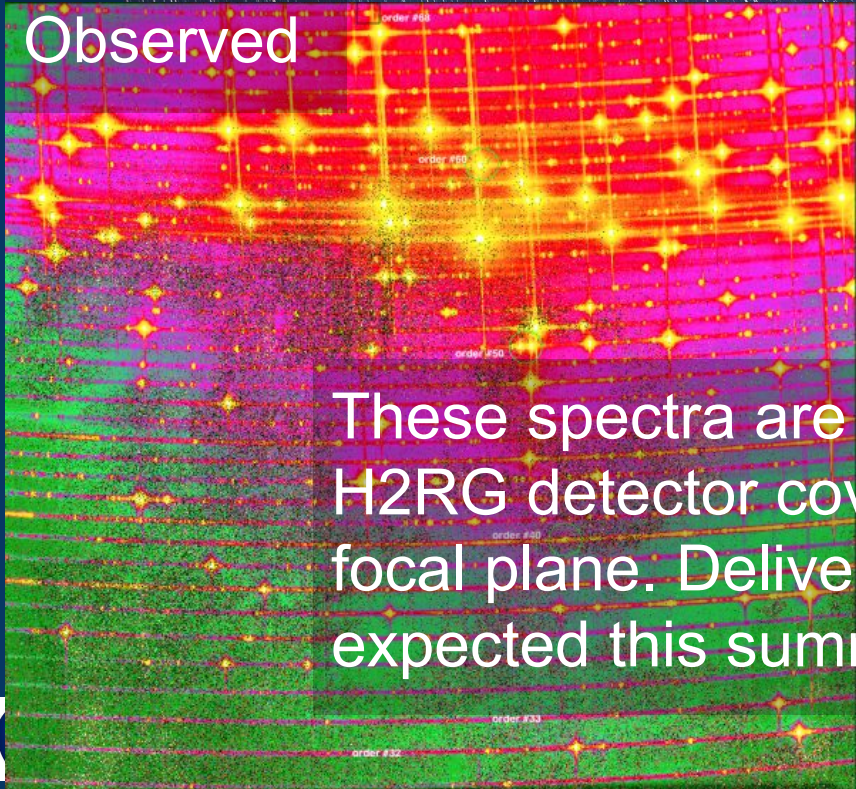 order #68
Observed
order #60
order #50
These spectra are
H2RG detector cov
focal plane. Delive
expected this sum
order #40
order #33
order #32